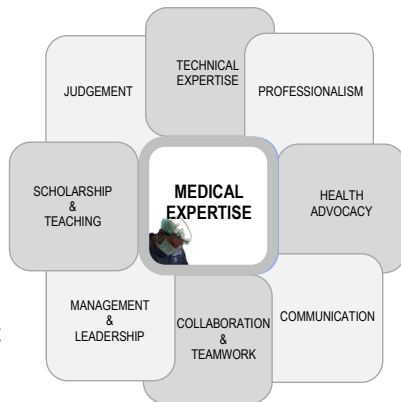 TECHNICAL
EXPERTISE
JUDGEMENT
PROFESSIONALISM
SCHOLARSHIP
&
TEACHING
MEDICAL
EXPERTISE
HEALTH
ADVOCACY
MANAGEMENT
&
LEADERSHIP
COLLABORATION
&
TEAMWORK
COMMUNICATION